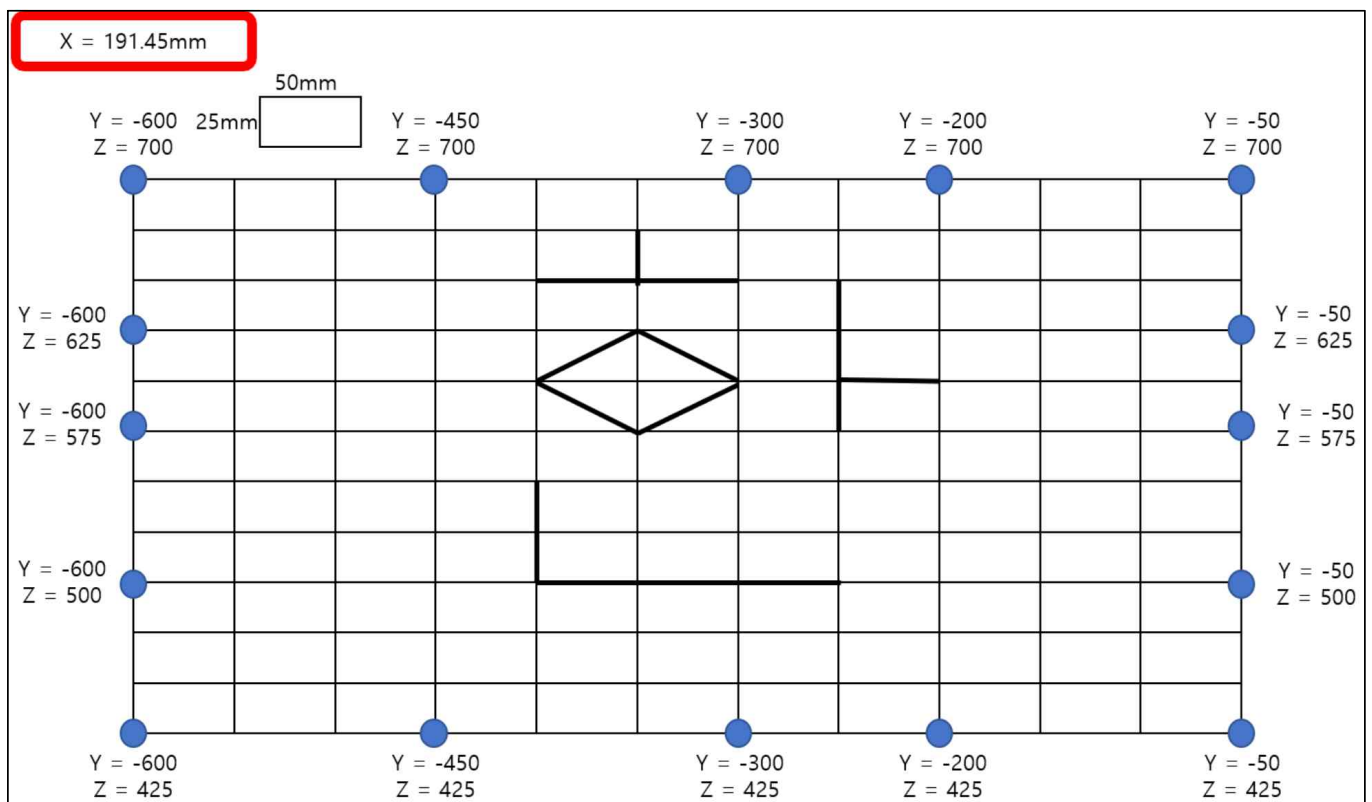 X = 191.45mm
50mm
25mm
Y = -600
Z = 700
Y = -450
Z = 700
Y = -300
Z = 700
Y = -200
Z = 700
Y = -50
Z = 700
Y = -600
Z = 625
Y = -50
Z = 625
Y = -600
Z = 575
Y = -50
Z = 575
Y = -600
Z = 500
Y = -50
Z = 500
Y = -600
Z = 425
Y = -450
Z = 425
Y = -300
Z = 425
Y = -200
Z = 425
Y = -50
Z = 425